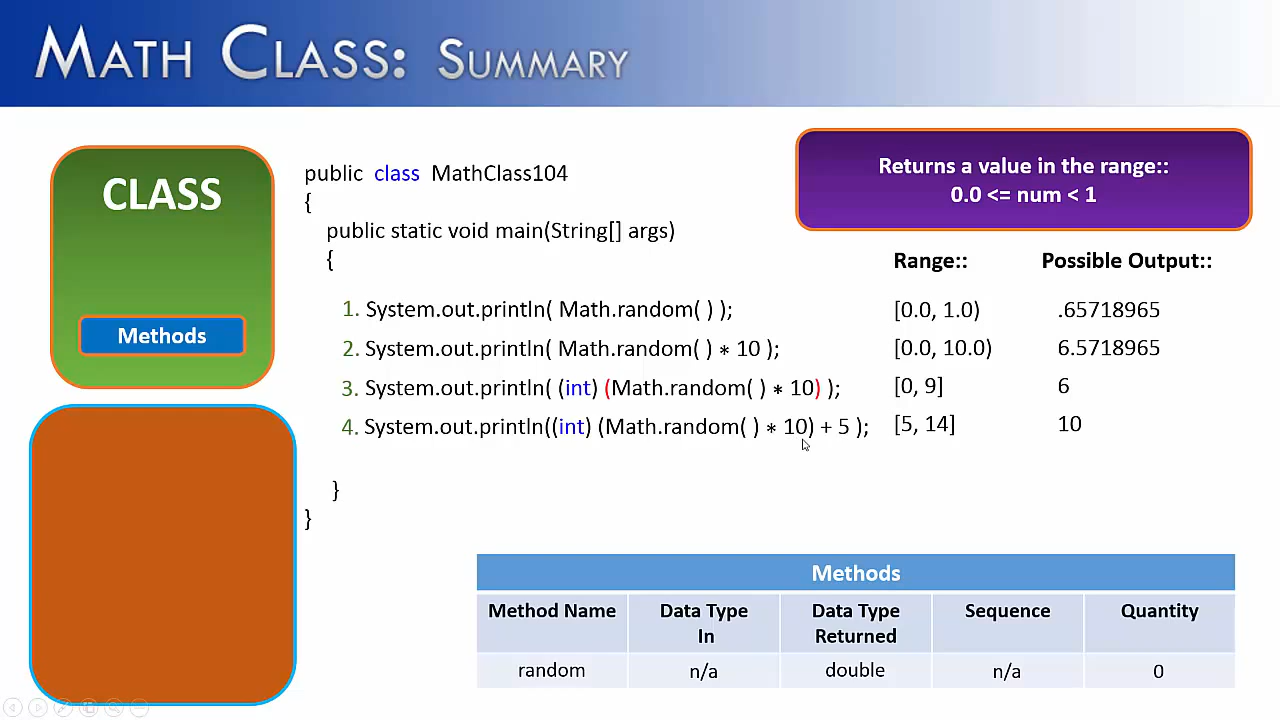 MATH CLASS: SUMMARY
CLASS
Methods
public class MathClass104
{
public static void main(String[] args)
{
1. System.out.println( Math.random( ) );
2. System.out.println( Math.random( ) * 10 );
3. System.out.println( (int) (Math.random( ) * 10) );
4. System.out.println((int) (Math.random( ) * 10) + 5 );
}
}
Returns a value in the range::
0.0 <= num < 1
Range:: Possible Output::
[0.0, 1.0) .65718965
[0.0, 10.0) 6.5718965
[0, 9] 6
[5, 14] 10
Methods
Method Name Data Type In Data Type Returned Sequence Quantity
random n/a double n/a 0